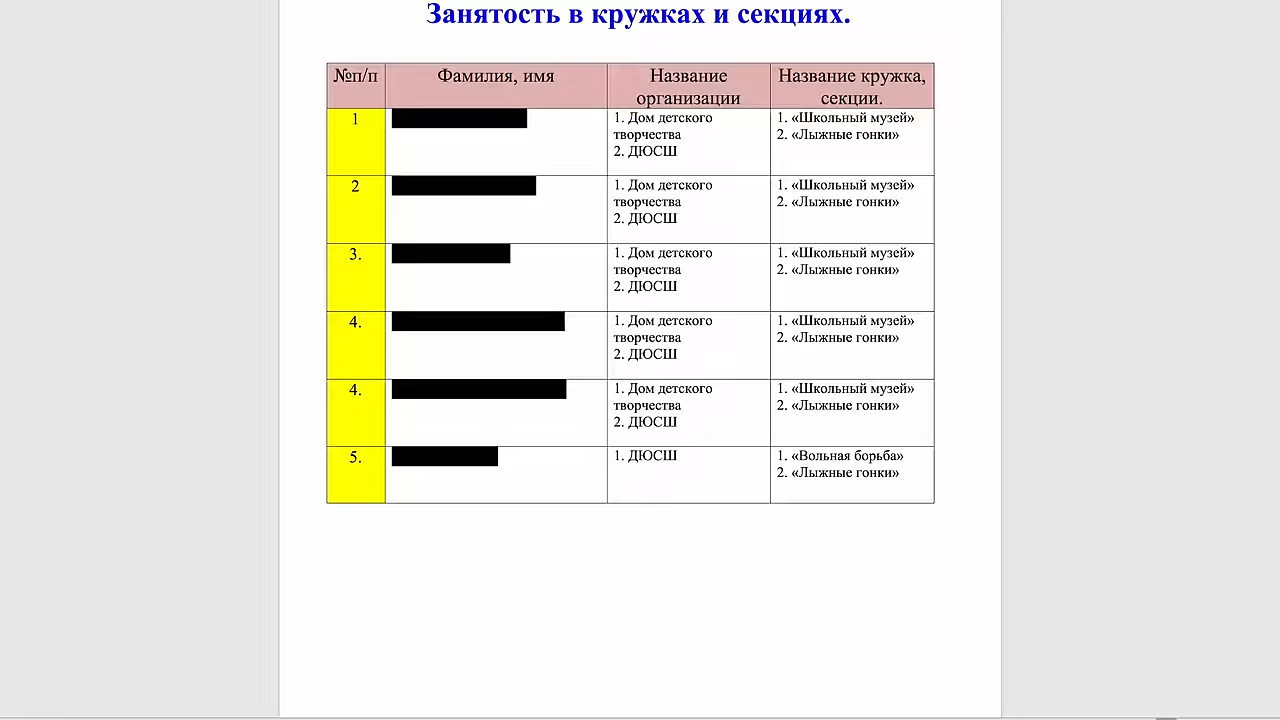 Занятость в кружках и секциях.
№п/п Фамилия, имя Название организации Название кружка, секции.
1 1. Дом детского творчества 2. ДЮСШ 1. «Школьный музей» 2. «Лыжные гонки»
2 1. Дом детского творчества 2. ДЮСШ 1. «Школьный музей» 2. «Лыжные гонки»
3. 1. Дом детского творчества 2. ДЮСШ 1. «Школьный музей» 2. «Лыжные гонки»
4. 1. Дом детского творчества 2. ДЮСШ 1. «Школьный музей» 2. «Лыжные гонки»
4. 1. Дом детского творчества 2. ДЮСШ 1. «Школьный музей» 2. «Лыжные гонки»
5. 1. ДЮСШ 1. «Вольная борьба» 2. «Лыжные гонки»